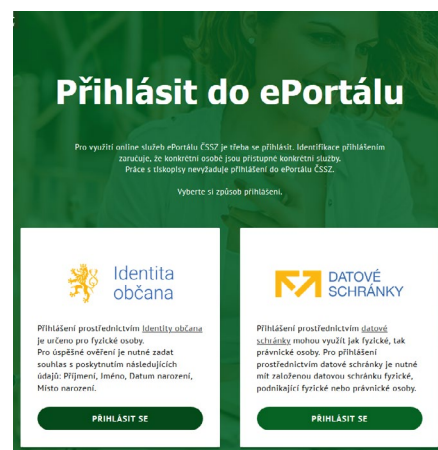 Přihlásit do ePortálu
Pro využití online služeb ePortálu ČSSZ je třeba se přihlásit. Identifikace přihlášením
zaručuje, že konkrétní osobě jsou přístupné konkrétní služby.
Práce s tiskopisy nevyžaduje přihlášení do ePortálu ČSSZ.
Vyberte si způsob přihlášení.
Identita
občana
Přihlášení prostřednictvím Identity občana
je určeno pro fyzické osoby.
Pro úspěšné ověření je nutné zadat
souhlas s poskytnutím následujících
údajů: Příjmení, Jméno, Datum narození,
Místo narození.
PŘIHLÁSIT SE
DATOVÉ
SCHRÁNKY
Přihlášení prostřednictvím datové
schránky mohou využít jak fyzické, tak
právnické osoby. Pro přihlášení
prostřednictvím datové schránky je nutné
mít založenou datovou schránku fyzické,
podnikající fyzické nebo právnické osoby.
PŘIHLÁSIT SE